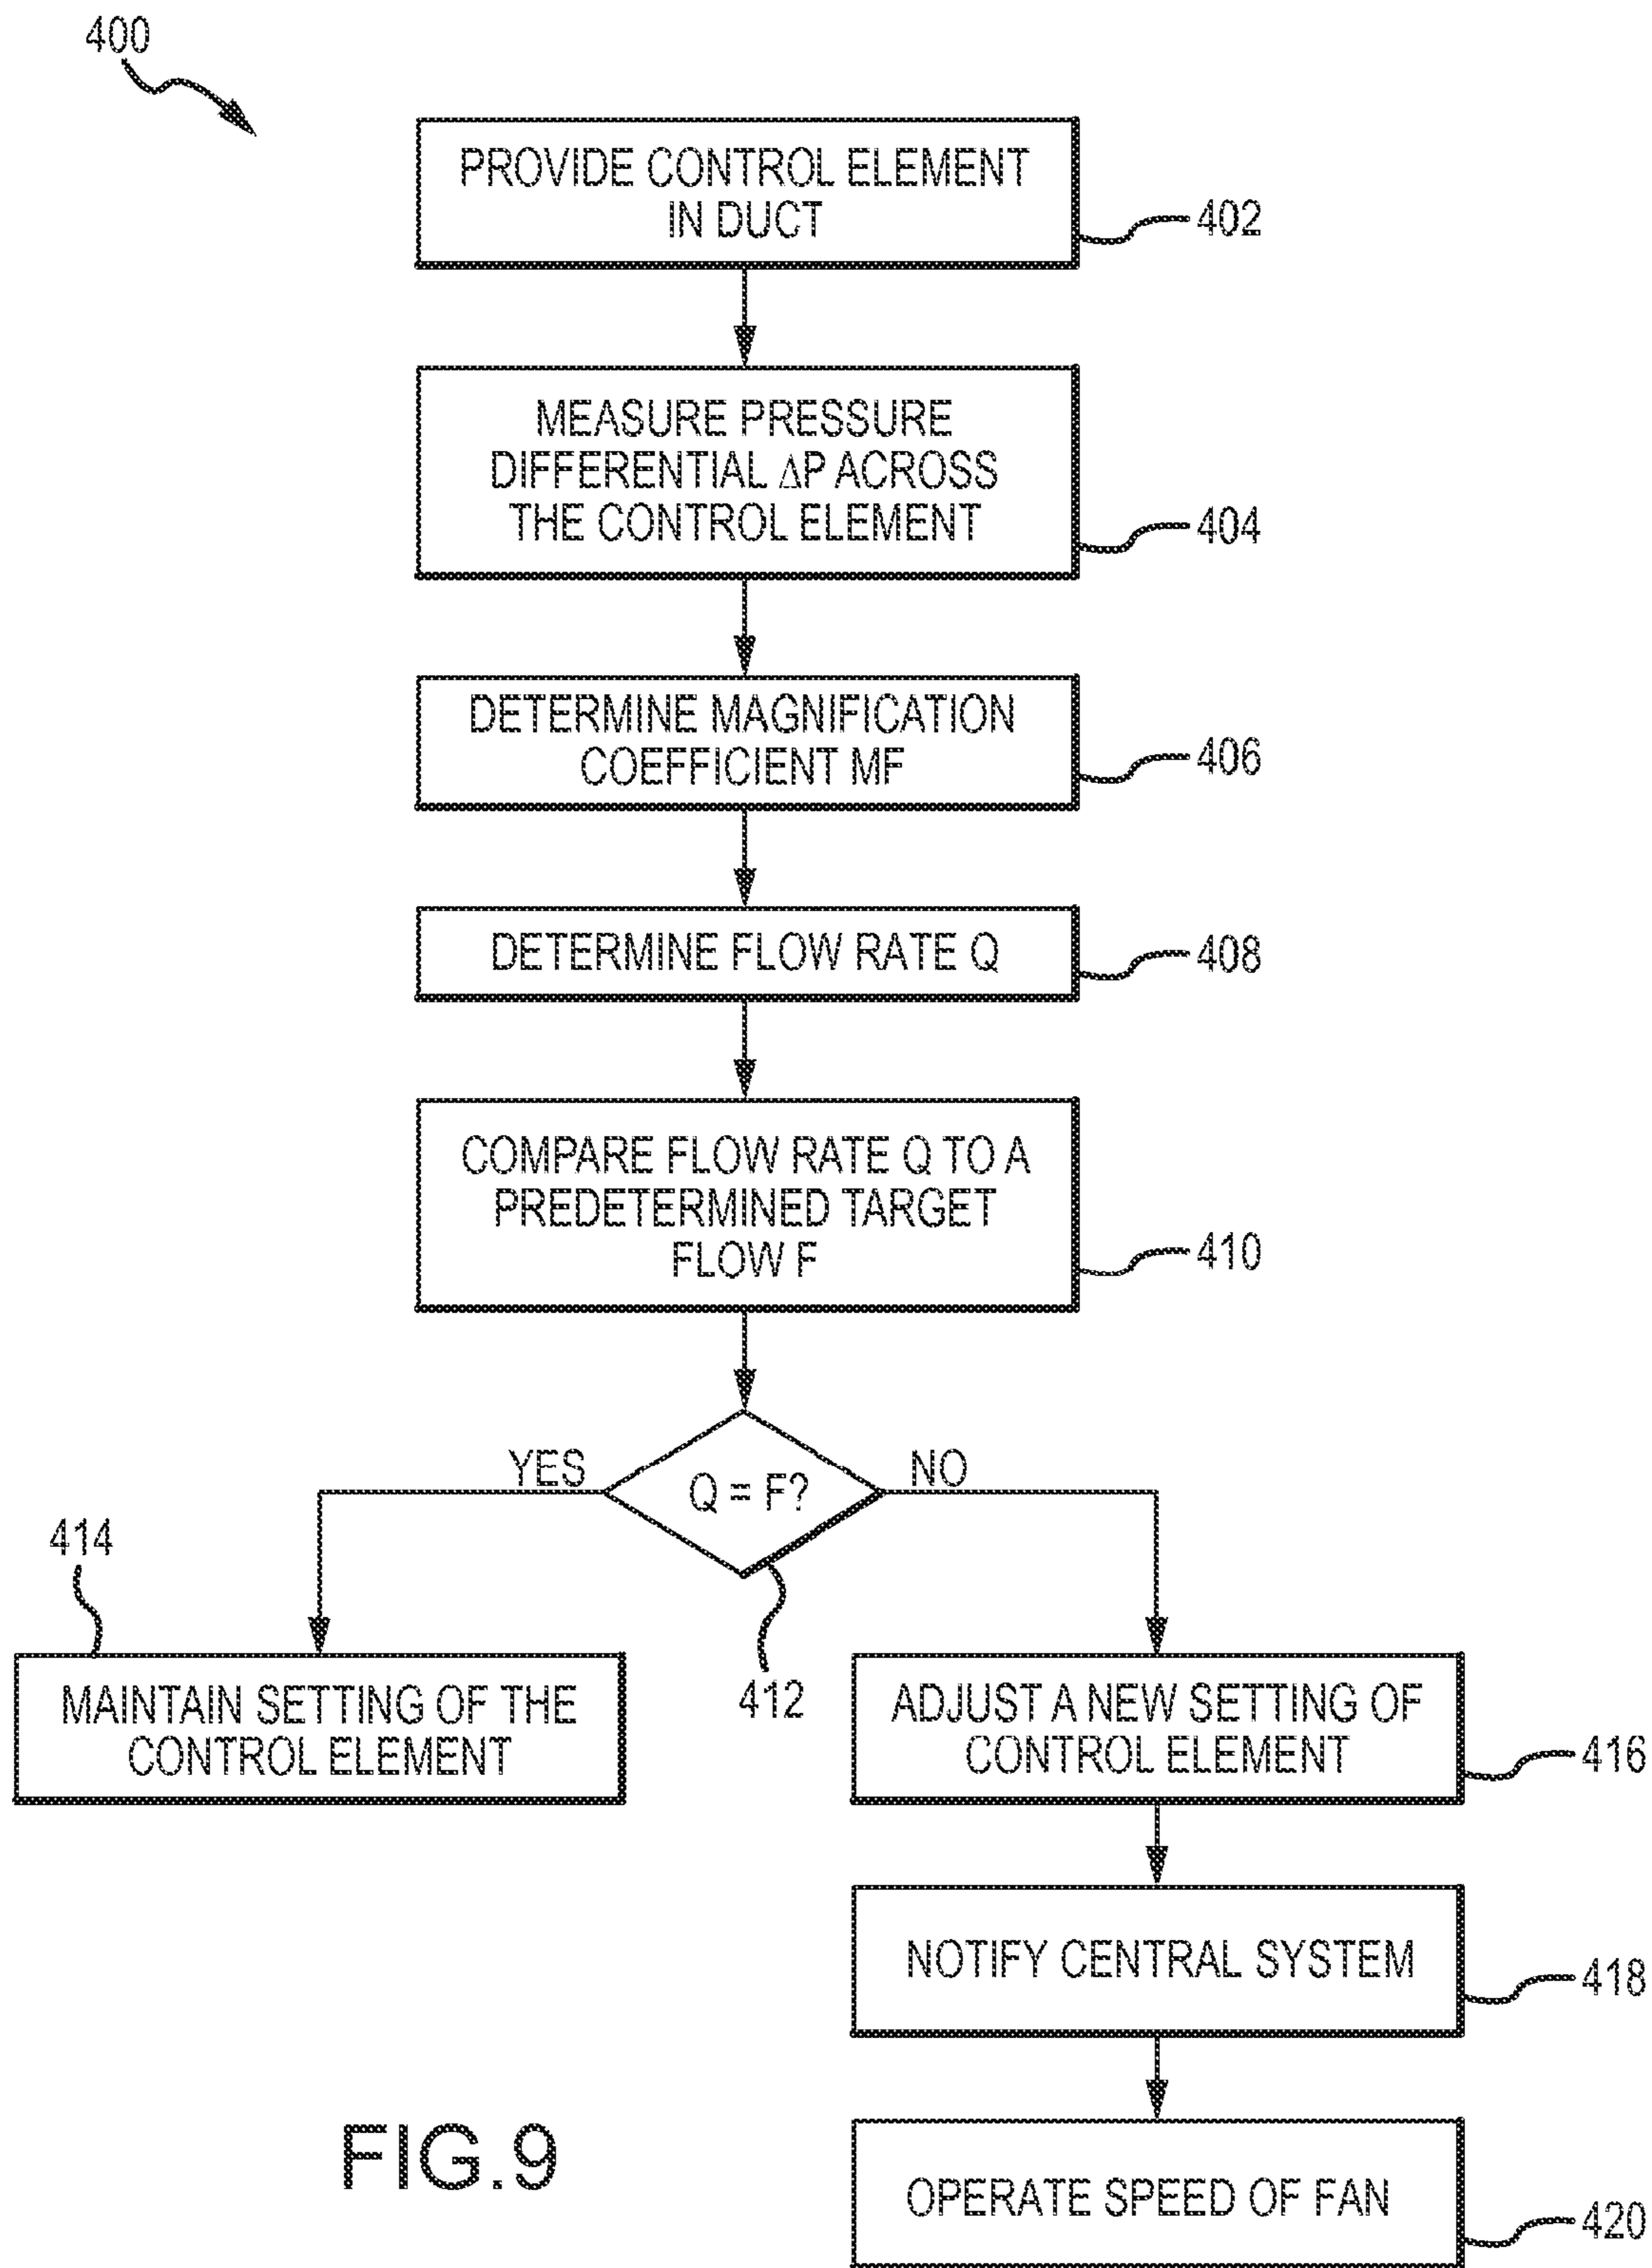 400
PROVIDE CONTROL ELEMENT
IN DUCT
402
MEASURE PRESSURE
DIFFERENTIAL ΔP ACROSS
THE CONTROL ELEMENT
404
DETERMINE MAGNIFICATION
COEFFICIENT MF
406
DETERMINE FLOW RATE Q
408
COMPARE FLOW RATE Q TO A
PREDETERMINED TARGET
FLOW F
410
YES
Q = F?
NO
412
414
MAINTAIN SETTING OF THE
CONTROL ELEMENT
ADJUST A NEW SETTING OF
CONTROL ELEMENT
416
NOTIFY CENTRAL SYSTEM
418
OPERATE SPEED OF FAN
420
FIG.9